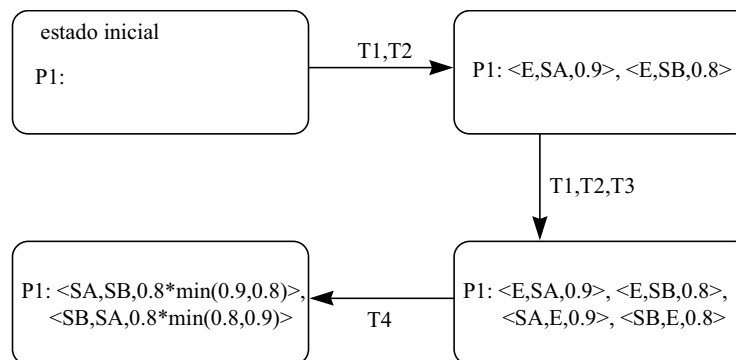 estado inicial
P1:
T1,T2
P1: <E,SA,0.9>, <E,SB,0.8>
T1,T2,T3
P1: <E,SA,0.9>, <E,SB,0.8>,
<SA,E,0.9>, <SB,E,0.8>
T4
P1: <SA,SB,0.8*min(0.9,0.8)>,
<SB,SA,0.8*min(0.8,0.9)>